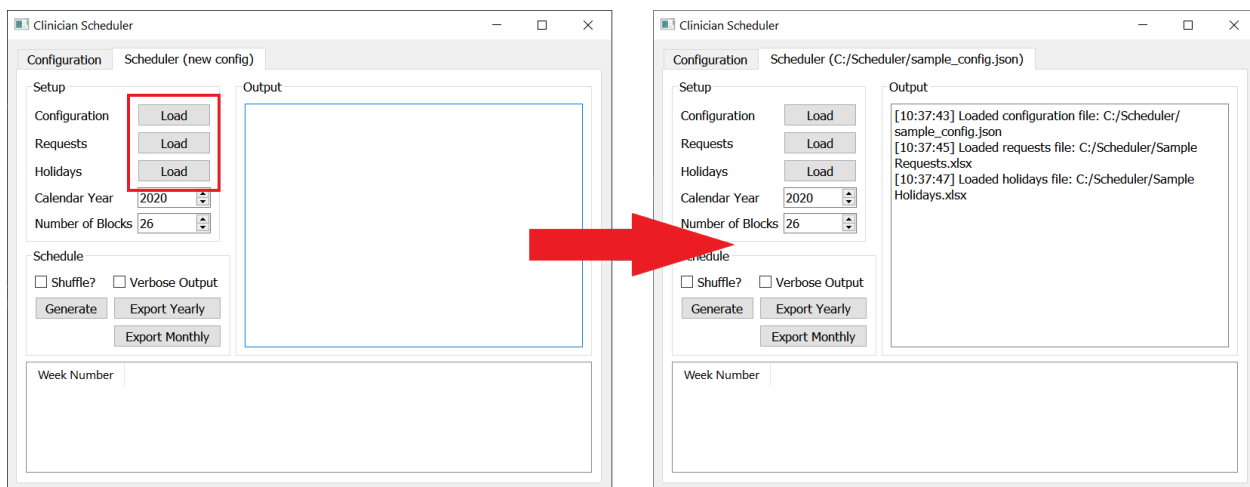 Clinician Scheduler
Configuration Scheduler (new config)
Setup
Configuration Load
Requests Load
Holidays Load
Calendar Year 2020
Number of Blocks 26
Schedule
Shuffle? Verbose Output
Generate Export Yearly
Export Monthly
Output
Week Number
Clinician Scheduler
Configuration Scheduler (C:/Scheduler/sample_config.json)
Setup
Configuration Load
Requests Load
Holidays Load
Calendar Year 2020
Number of Blocks 26
Schedule
Shuffle? Verbose Output
Generate Export Yearly
Export Monthly
Output
[10:37:43] Loaded configuration file: C:/Scheduler/
sample_config.json
[10:37:45] Loaded requests file: C:/Scheduler/Sample
Requests.xlsx
[10:37:47] Loaded holidays file: C:/Scheduler/Sample
Holidays.xlsx
Week Number